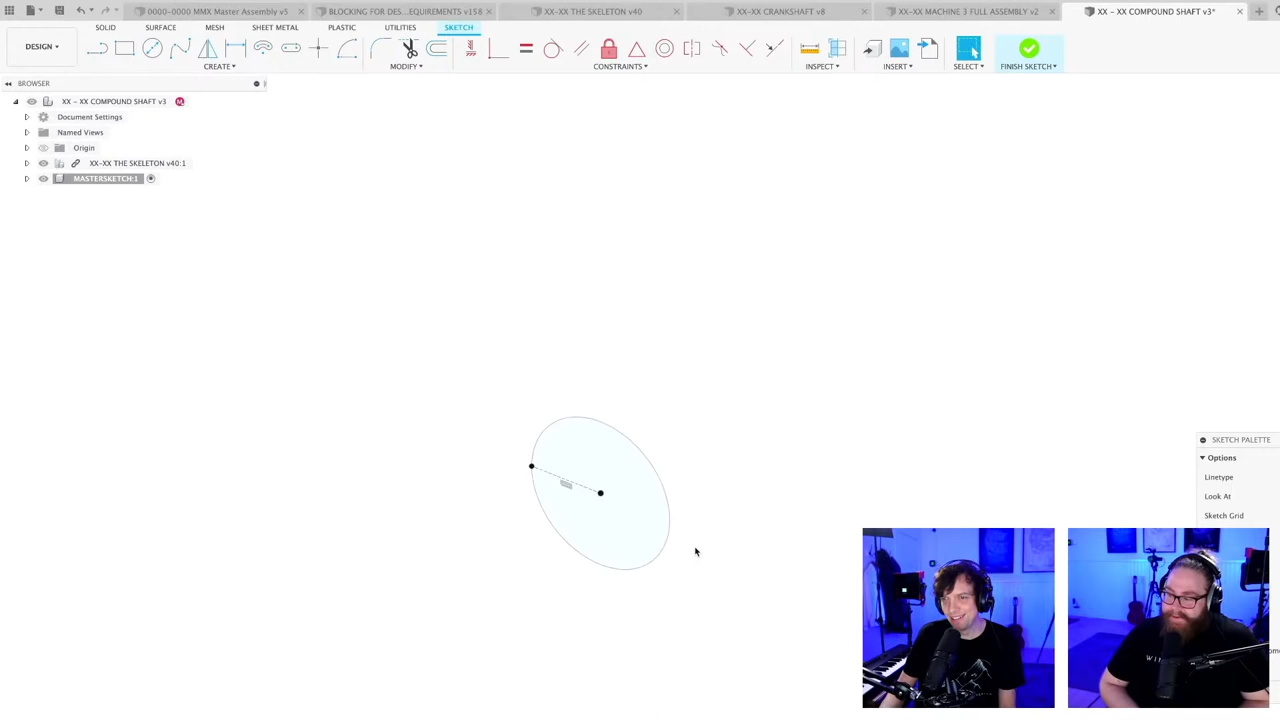 0000-0000 MMX Master Assembly v5
BLOCKING FOR DES...EQUIREMENTS v158
XX-XX THE SKELETON v40
XX-XX CRANKSHAFT v8
XX-XX MACHINE 3 FULL ASSEMBLY v2
XX - XX COMPOUND SHAFT v3*
SOLID
SURFACE
MESH
SHEET METAL
PLASTIC
UTILITIES
SKETCH
DESIGN
CREATE
MODIFY
CONSTRAINTS
INSPECT
INSERT
SELECT
FINISH SKETCH
BROWSER
XX - XX COMPOUND SHAFT v3
M
Document Settings
Named Views
Origin
XX-XX THE SKELETON v40:1
MASTERSKETCH:1
SKETCH PALETTE
Options
Linetype
Look At
Sketch Grid